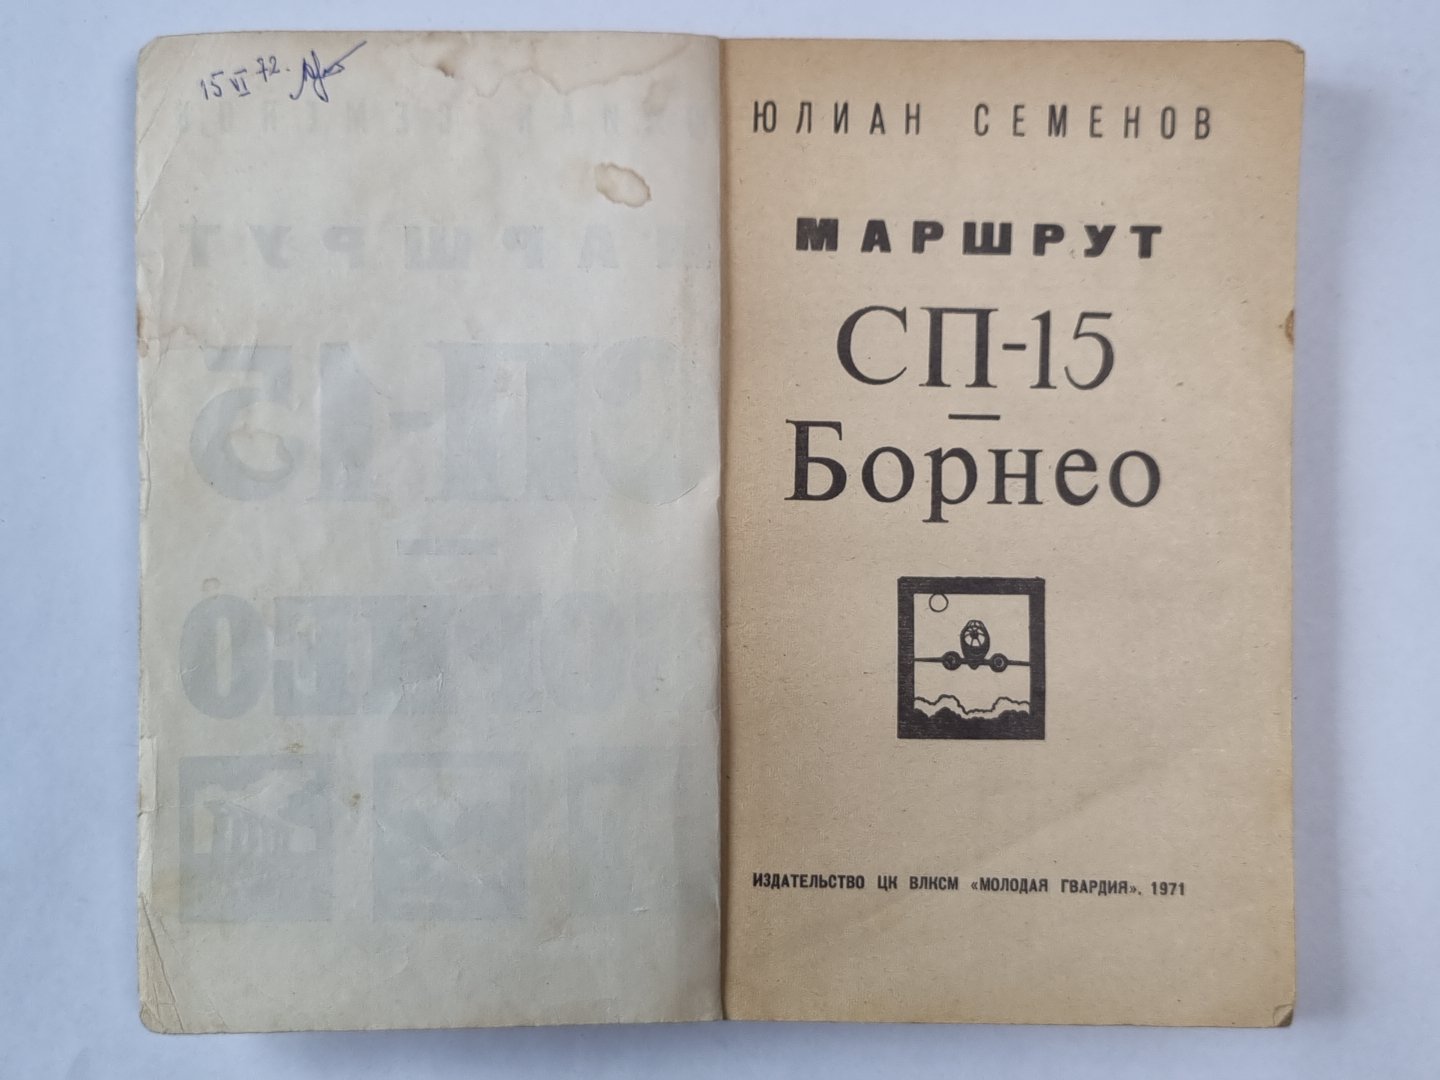 15 VI 72.
ЮЛИАН СЕМЕНОВ
МАРШРУТ
СП-15
—
Борнео
ИЗДАТЕЛЬСТВО ЦК ВЛКСМ «МОЛОДАЯ ГВАРДИЯ», 1971